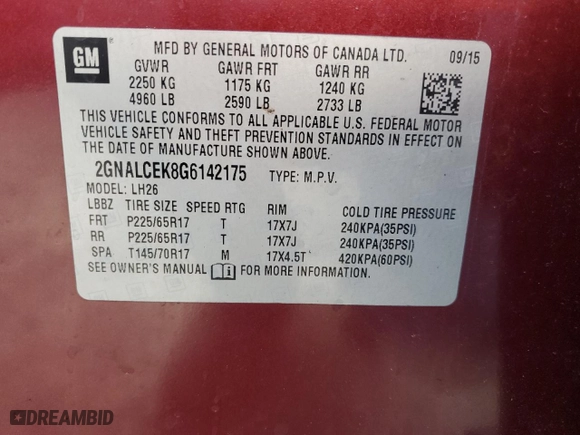 GM
MFD BY GENERAL MOTORS OF CANADA LTD. 09/15
GVWR GAWR FRT GAWR RR
2250 KG 1175 KG 1240 KG
4960 LB 2590 LB 2733 LB
THIS VEHICLE CONFORMS TO ALL APPLICABLE U.S. FEDERAL MOTOR
VEHICLE SAFETY AND THEFT PREVENTION STANDARDS IN EFFECT ON
THE DATE OF MANUFACTURE SHOWN ABOVE.
2GNALCEK8G6142175 TYPE: M.P.V.
MODEL: LH26
LBBZ TIRE SIZE SPEED RTG RIM COLD TIRE PRESSURE
FRT P225/65R17 T 17X7J 240KPA(35PSI)
RR P225/65R17 T 17X7J 240KPA(35PSI)
SPA T145/70R17 M 17X4.5T 420KPA(60PSI)
SEE OWNER'S MANUAL FOR MORE INFORMATION.
DREAMBID